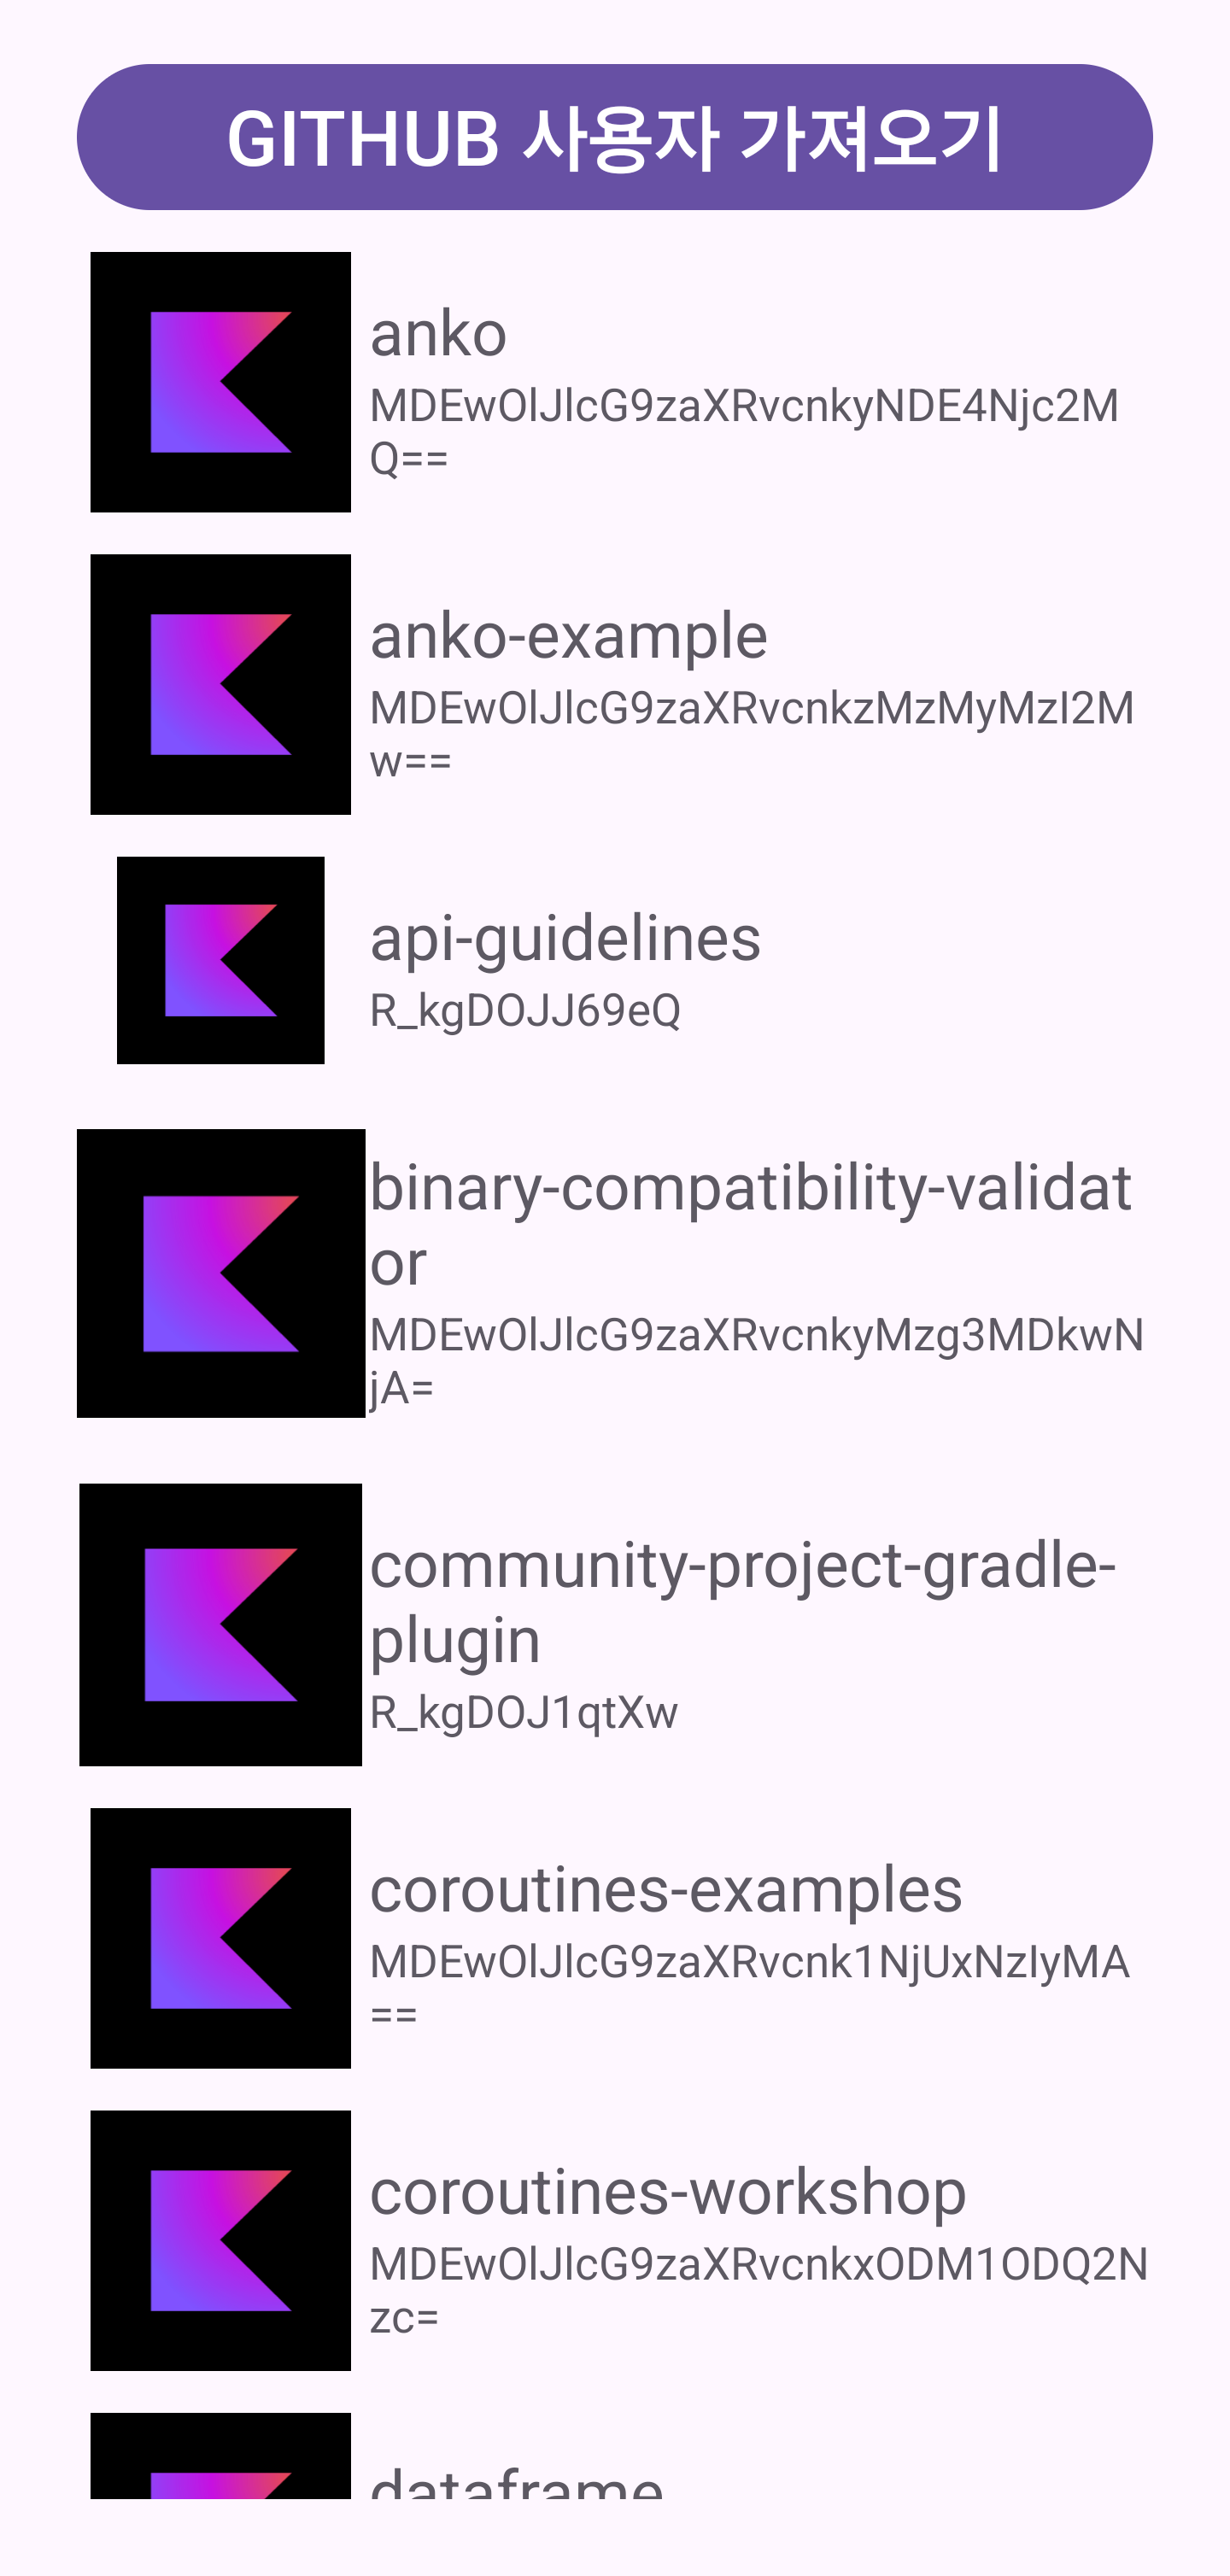 GITHUB 사용자 가져오기
anko
MDEwOlJlcG9zaXRvcnkyNDE4Njc2M
Q==
anko-example
MDEwOlJlcG9zaXRvcnkzMzMyMzI2M
w==
api-guidelines
R_kgDOJJ69eQ
binary-compatibility-validat
or
MDEwOlJlcG9zaXRvcnkyMzg3MDkwN
jA=
community-project-gradle-
plugin
R_kgDOJ1qtXw
coroutines-examples
MDEwOlJlcG9zaXRvcnk1NjUxNzIyMA
==
coroutines-workshop
MDEwOlJlcG9zaXRvcnkxODM1ODQ2N
zc=
dataframe